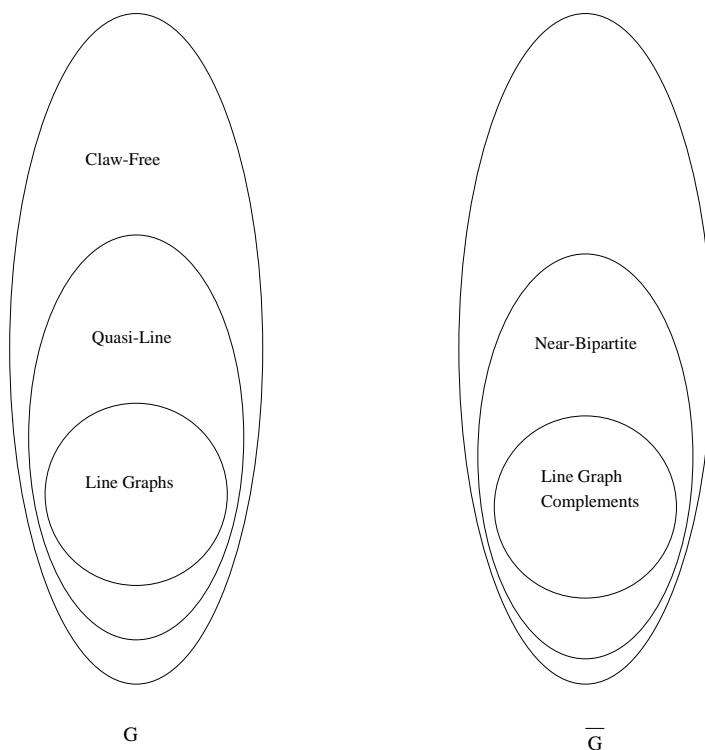 Claw-Free
Quasi-Line
Line Graphs
G
Near-Bipartite
Line Graph
Complements
G̅